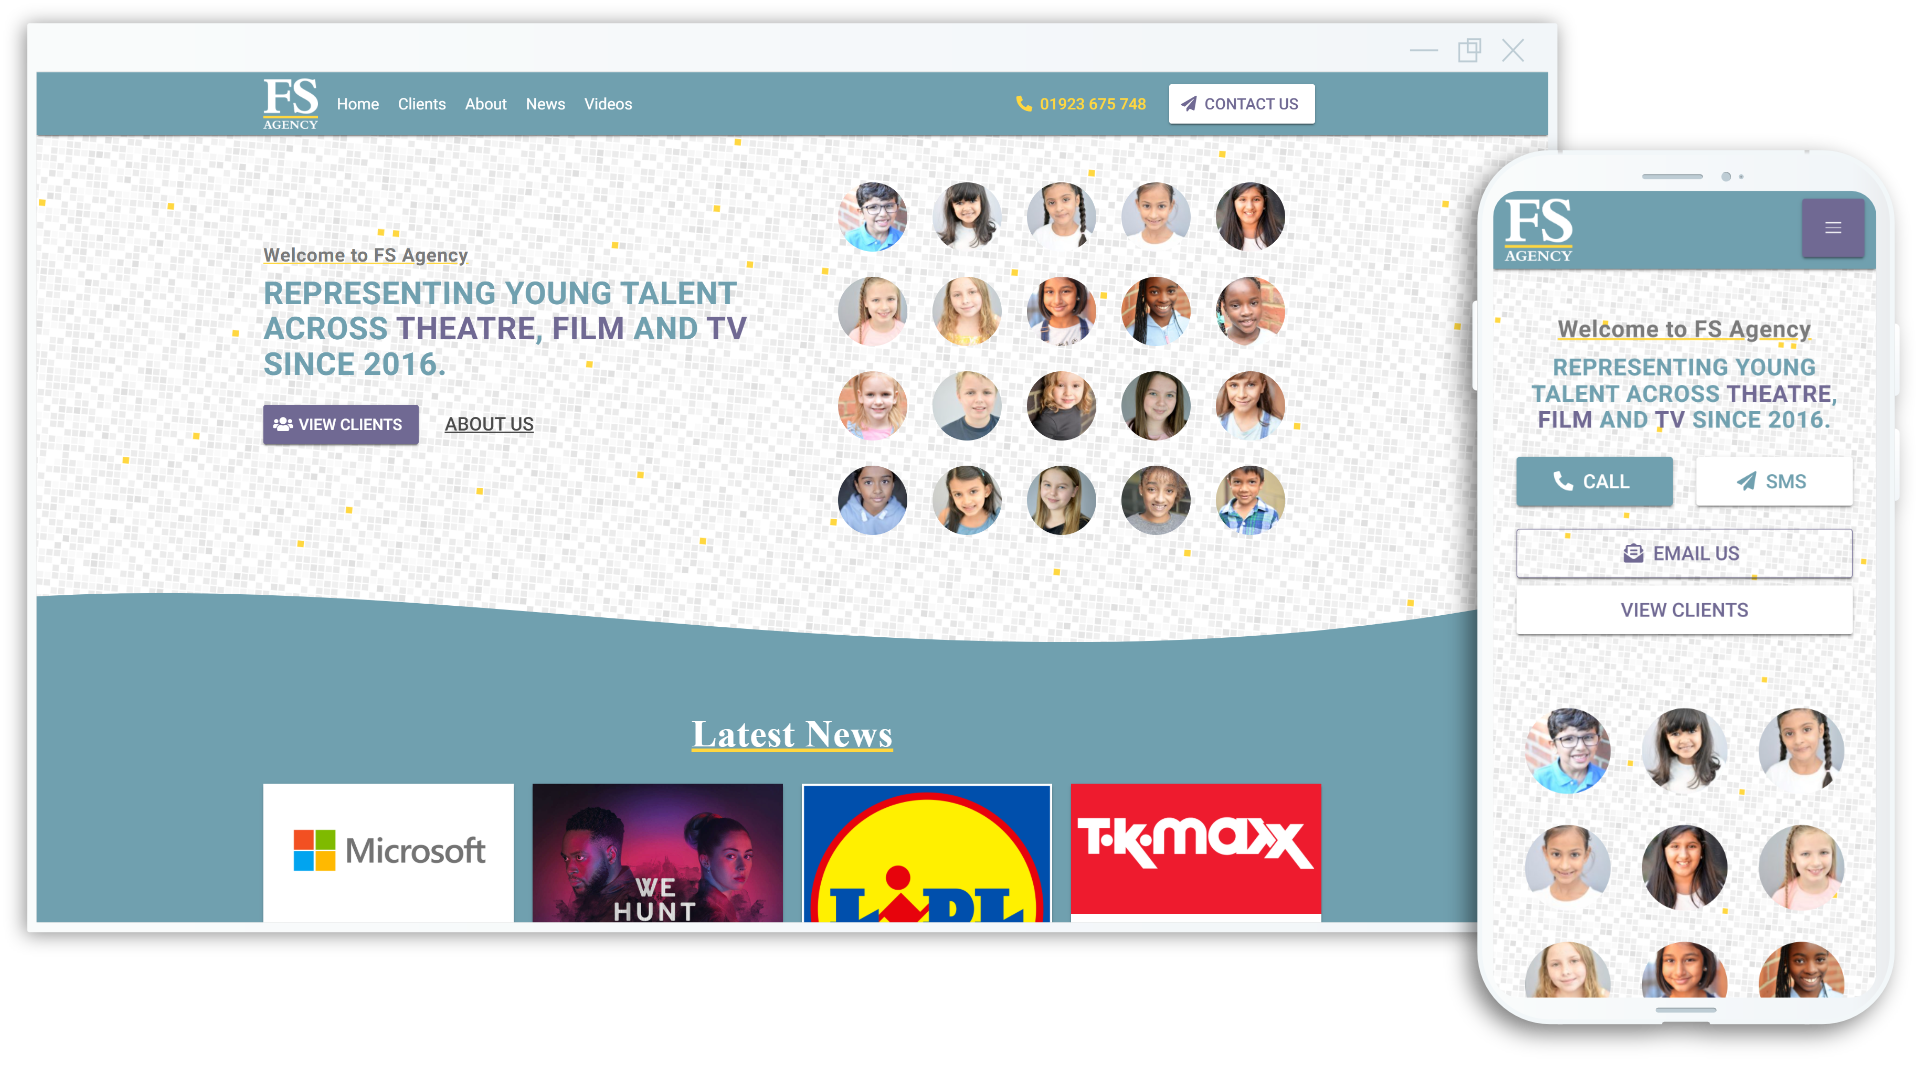 FS
AGENCY
Home Clients About News Videos
01923 675 748
CONTACT US
Welcome to FS Agency
REPRESENTING YOUNG TALENT
ACROSS THEATRE, FILM AND TV
SINCE 2016.
VIEW CLIENTS
ABOUT US
Latest News
Microsoft
WE
HUNT
LIDL
TK maxx
FS
AGENCY
Welcome to FS Agency
REPRESENTING YOUNG
TALENT ACROSS THEATRE,
FILM AND TV SINCE 2016.
CALL
SMS
EMAIL US
VIEW CLIENTS